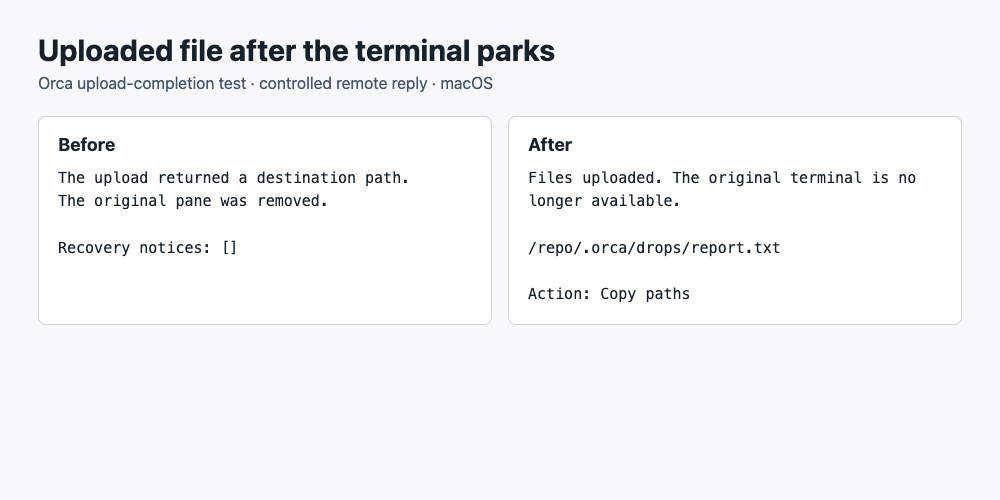 Uploaded file after the terminal parks
Orca upload-completion test · controlled remote reply · macOS
Before
The upload returned a destination path.
The original pane was removed.
Recovery notices: []
After
Files uploaded. The original terminal is no
longer available.
/repo/.orca/drops/report.txt
Action: Copy paths